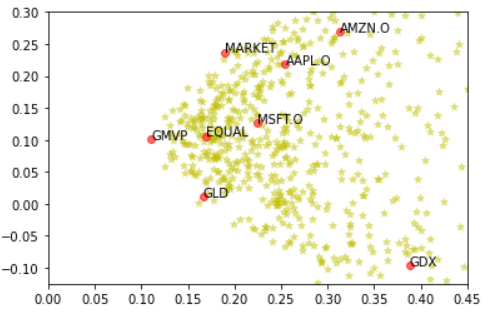 0.30
0.25
0.20
0.15
0.10
0.05
0.00
−0.05
−0.10
AMZN.O
MARKET
AAPL.O
MSFT.O
GMVP
EQUAL
GLD
GDX
0.00 0.05 0.10 0.15 0.20 0.25 0.30 0.35 0.40 0.45